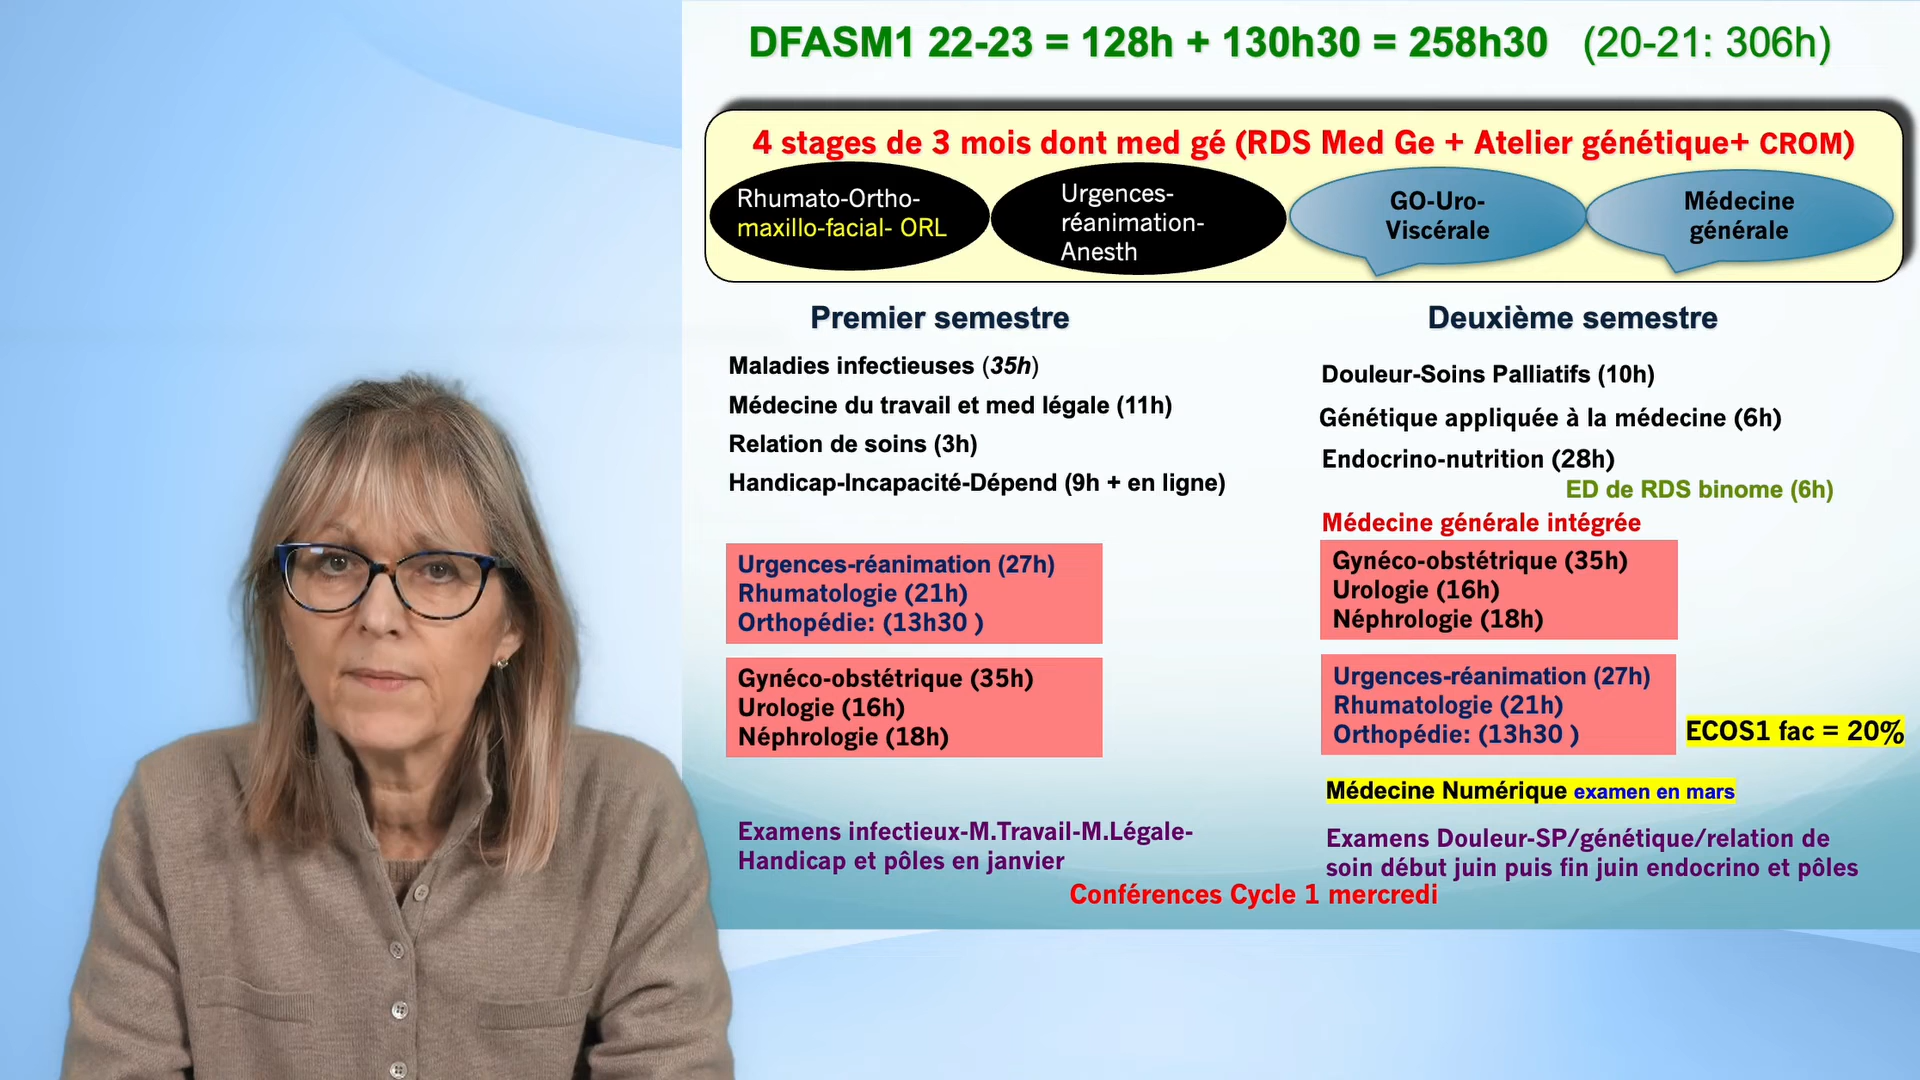 DFASM1 22-23 = 128h + 130h30 = 258h30 (20-21: 306h)
4 stages de 3 mois dont med gé (RDS Med Ge + Atelier génétique+ CROM)
Rhumato-Ortho-
maxillo-facial- ORL
Urgences-
réanimation-
Anesth
GO-Uro-
Viscérale
Médecine
générale
Premier semestre
Maladies infectieuses (35h)
Médecine du travail et med légale (11h)
Relation de soins (3h)
Handicap-Incapacité-Dépend (9h + en ligne)
Urgences-réanimation (27h)
Rhumatologie (21h)
Orthopédie: (13h30 )
Gynéco-obstétrique (35h)
Urologie (16h)
Néphrologie (18h)
Examens infectieux-M.Travail-M.Légale-
Handicap et pôles en janvier
Deuxième semestre
Douleur-Soins Palliatifs (10h)
Génétique appliquée à la médecine (6h)
Endocrino-nutrition (28h)
ED de RDS binome (6h)
Médecine générale intégrée
Gynéco-obstétrique (35h)
Urologie (16h)
Néphrologie (18h)
Urgences-réanimation (27h)
Rhumatologie (21h)
Orthopédie: (13h30 )
ECOS1 fac = 20%
Médecine Numérique examen en mars
Examens Douleur-SP/génétique/relation de
soin début juin puis fin juin endocrino et pôles
Conférences Cycle 1 mercredi